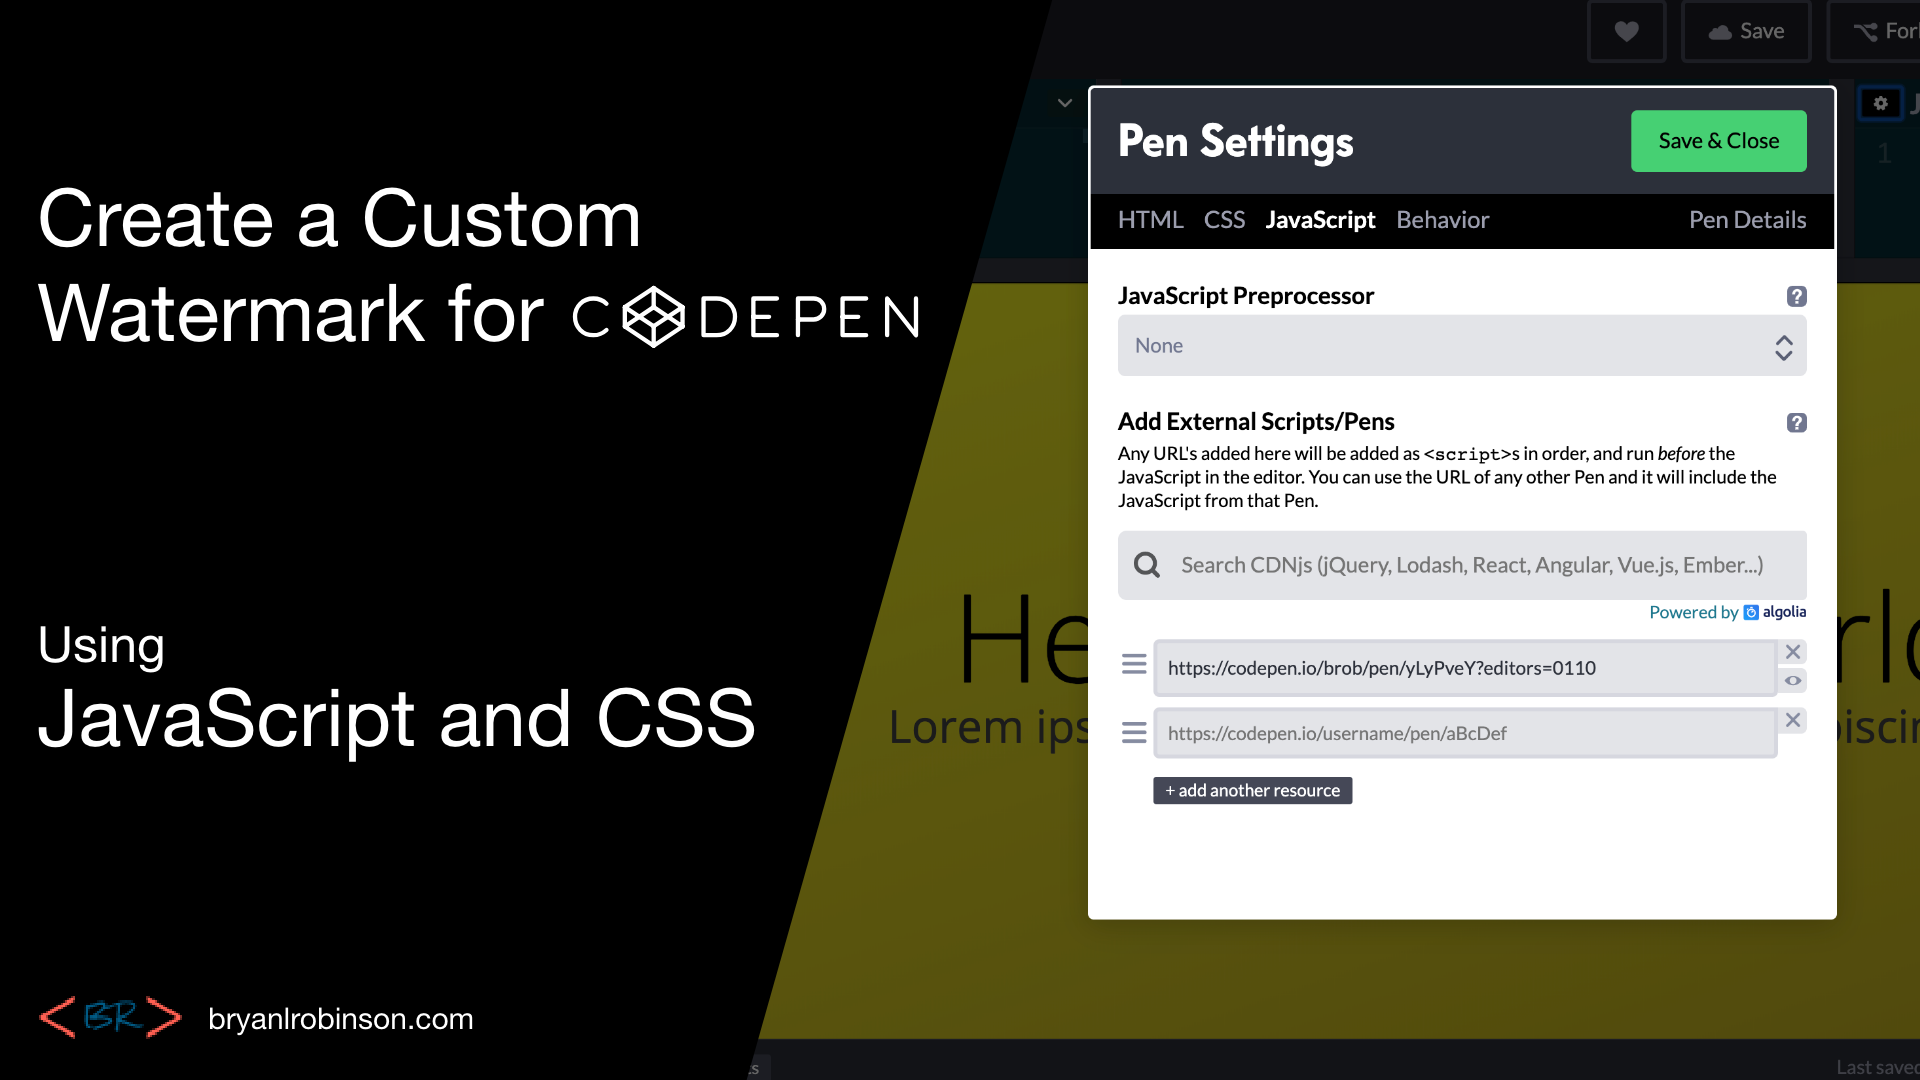 Create a Custom
Watermark for CODEPEN
Using
JavaScript and CSS
<BR> bryanlrobinson.com
Save
Pen Settings
Save & Close
HTML CSS JavaScript Behavior Pen Details
JavaScript Preprocessor ?
None
Add External Scripts/Pens ?
Any URL's added here will be added as <script>s in order, and run before the
JavaScript in the editor. You can use the URL of any other Pen and it will include the
JavaScript from that Pen.
Search CDNjs (jQuery, Lodash, React, Angular, Vue.js, Ember...)
Powered by algolia
https://codepen.io/brob/pen/yLyPveY?editors=0110
https://codepen.io/username/pen/aBcDef
+ add another resource
1
He rl
Lorem ips
Last saved